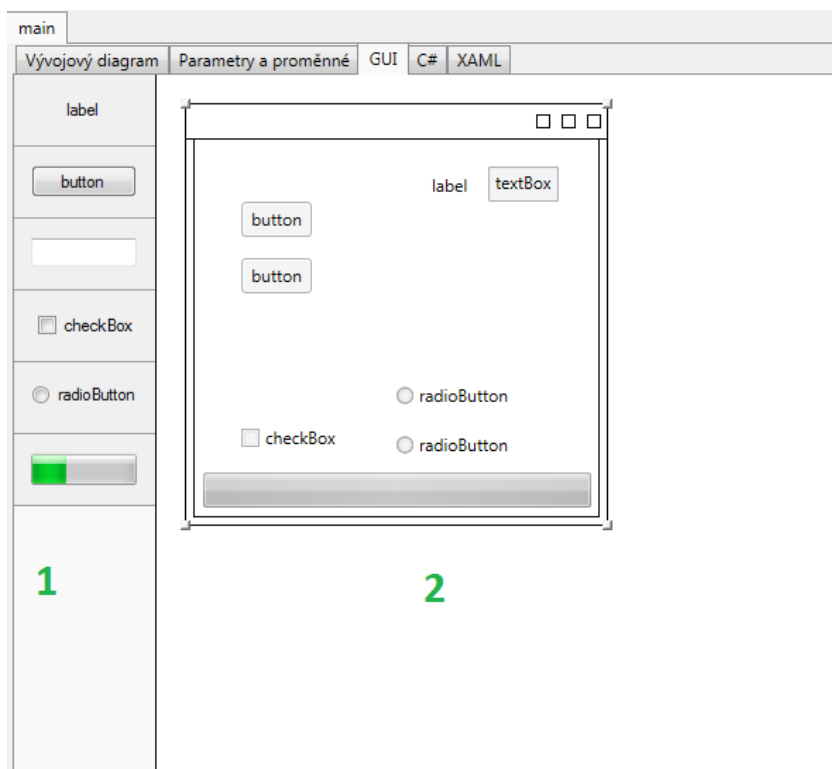 main
Vývojový diagram Parametry a proměnné GUI C# XAML
label
button
checkBox
radioButton
1
label textBox
button
button
radioButton
checkBox
radioButton
2